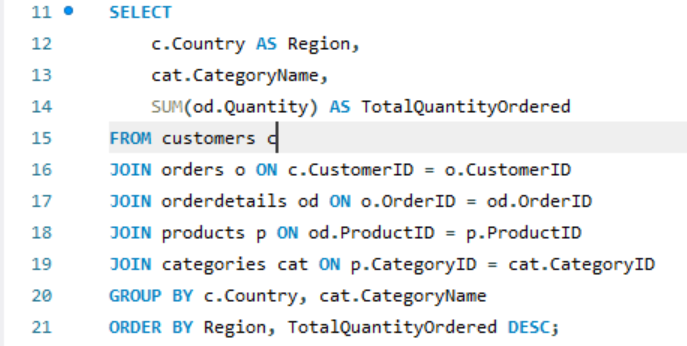 11 SELECT
12 c.Country AS Region,
13 cat.CategoryName,
14 SUM(od.Quantity) AS TotalQuantityOrdered
15 FROM customers c
16 JOIN orders o ON c.CustomerID = o.CustomerID
17 JOIN orderdetails od ON o.OrderID = od.OrderID
18 JOIN products p ON od.ProductID = p.ProductID
19 JOIN categories cat ON p.CategoryID = cat.CategoryID
20 GROUP BY c.Country, cat.CategoryName
21 ORDER BY Region, TotalQuantityOrdered DESC;